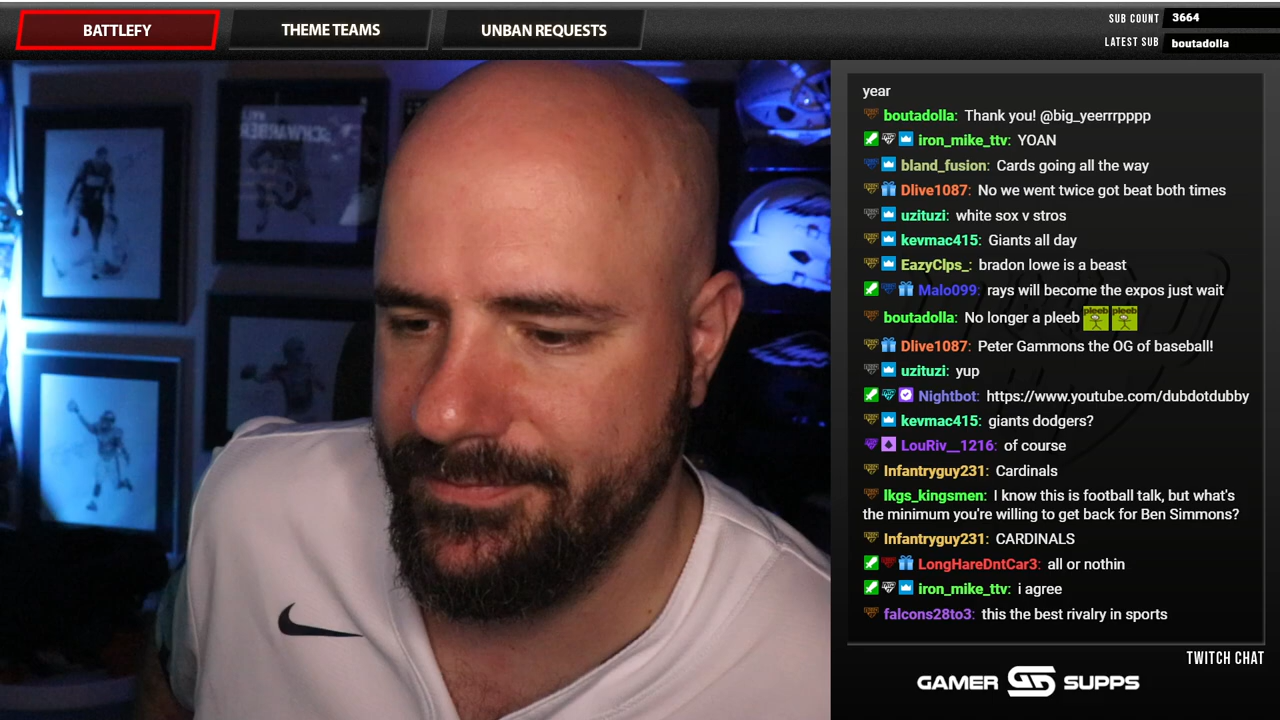 BATTLEFY
THEME TEAMS
UNBAN REQUESTS
SUB COUNT 3664
LATEST SUB boutadolla
year
boutadolla: Thank you! @big_yeerrrpppp
iron_mike_ttv: YOAN
bland_fusion: Cards going all the way
Dlive1087: No we went twice got beat both times
uzituzi: white sox v stros
kevmac415: Giants all day
EazyClps_: bradon lowe is a beast
Malo099: rays will become the expos just wait
boutadolla: No longer a pleeb pleeb pleeb
Dlive1087: Peter Gammons the OG of baseball!
uzituzi: yup
Nightbot: https://www.youtube.com/dubdotdubby
kevmac415: giants dodgers?
LouRiv__1216: of course
Infantryguy231: Cardinals
lkgs_kingsmen: I know this is football talk, but what's
the minimum you're willing to get back for Ben Simmons?
Infantryguy231: CARDINALS
LongHareDntCar3: all or nothin
iron_mike_ttv: i agree
falcons28to3: this the best rivalry in sports
TWITCH CHAT
GAMER GS SUPPS
SCHWARBER